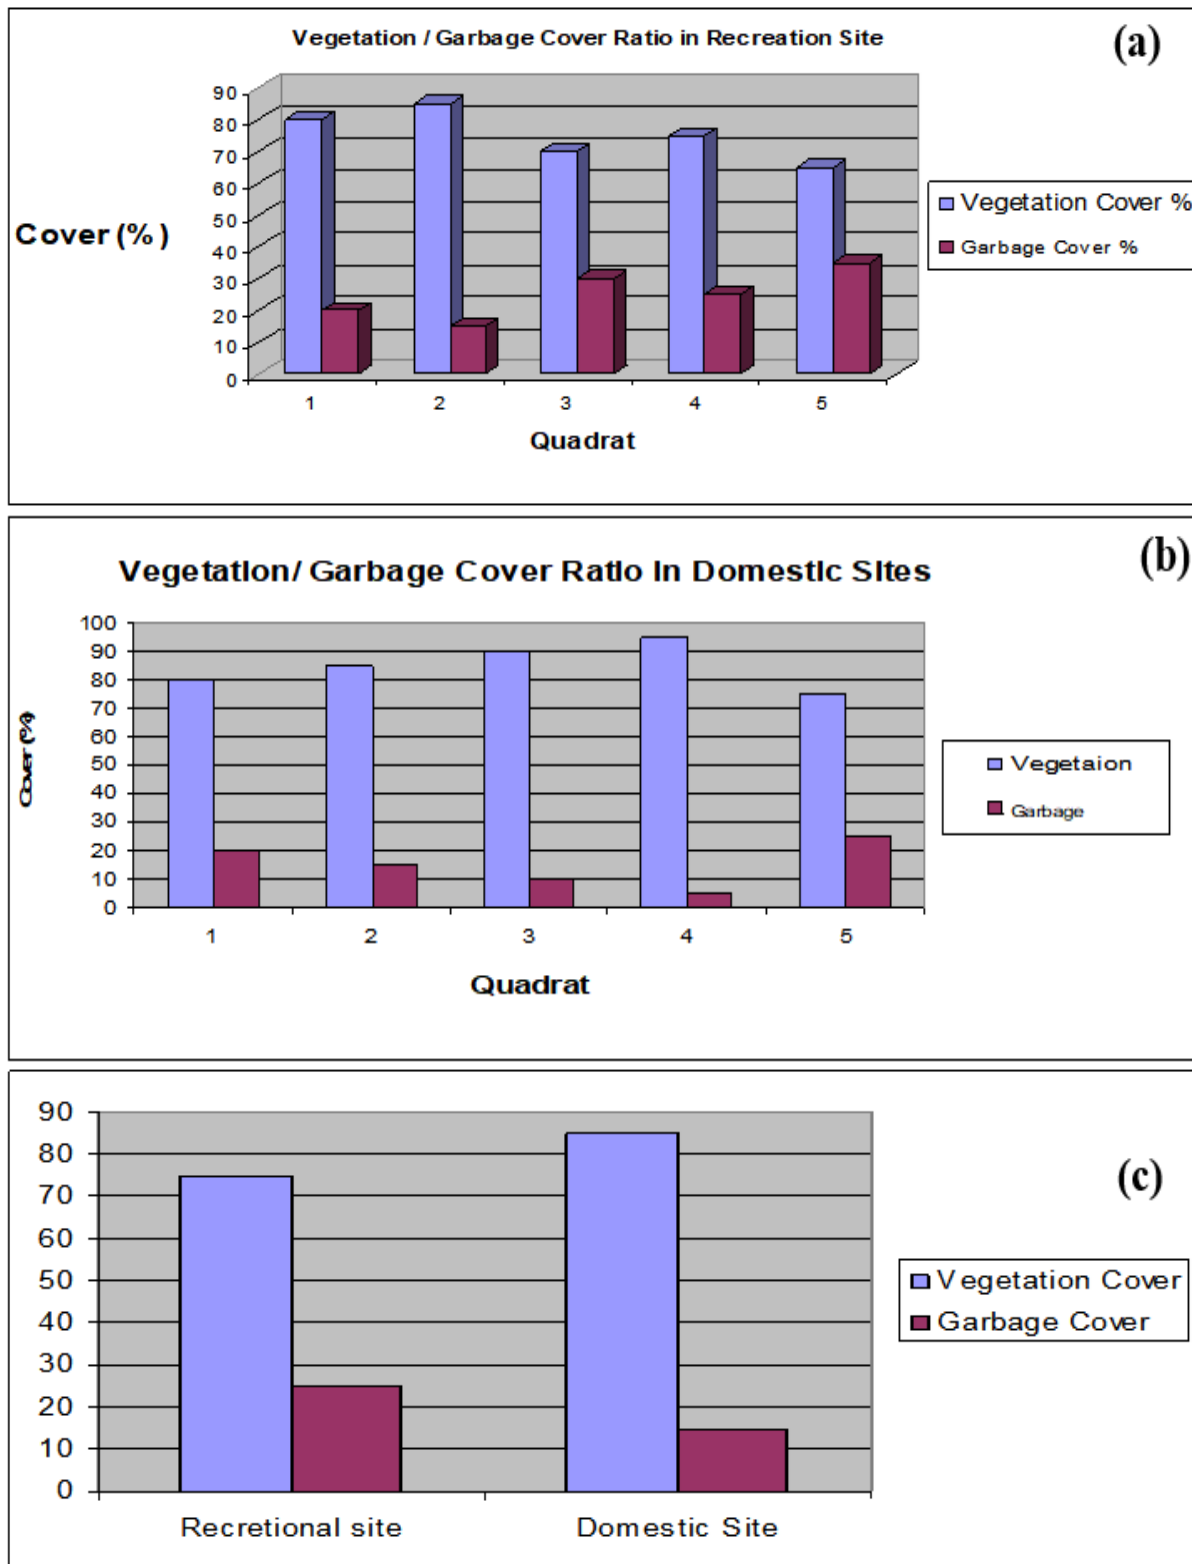 Vegetation / Garbage Cover Ratio in Recreation Site
(a)
90
80
70
60
50
40
30
20
10
0
Cover (%)
1 2 3 4 5
Quadrat
Vegetation Cover %
Garbage Cover %
Vegetation/ Garbage Cover Ratio in Domestic Sites
(b)
100
90
80
70
60
50
40
30
20
10
0
Cover (%)
1 2 3 4 5
Quadrat
Vegetaion
Garbage
(c)
90
80
70
60
50
40
30
20
10
0
Recretional site Domestic Site
Vegetation Cover
Garbage Cover